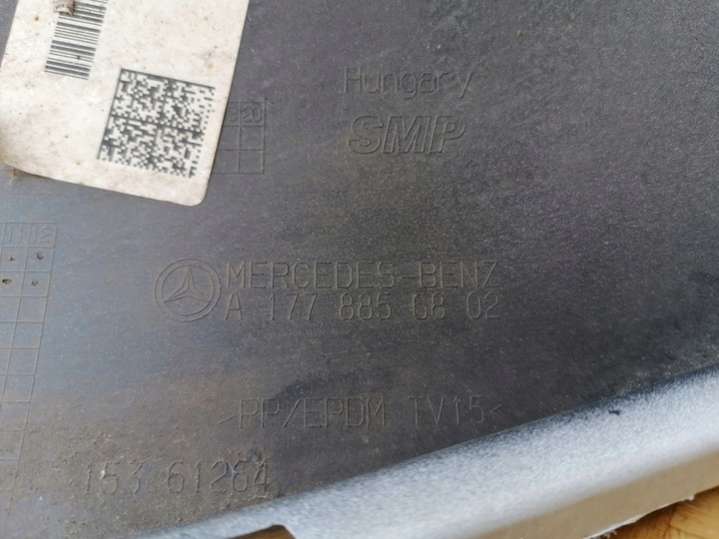 Hungary
SMP
MERCEDES-BENZ
A 177 885 68 02
>PP/EPDM TV15<
153 61264